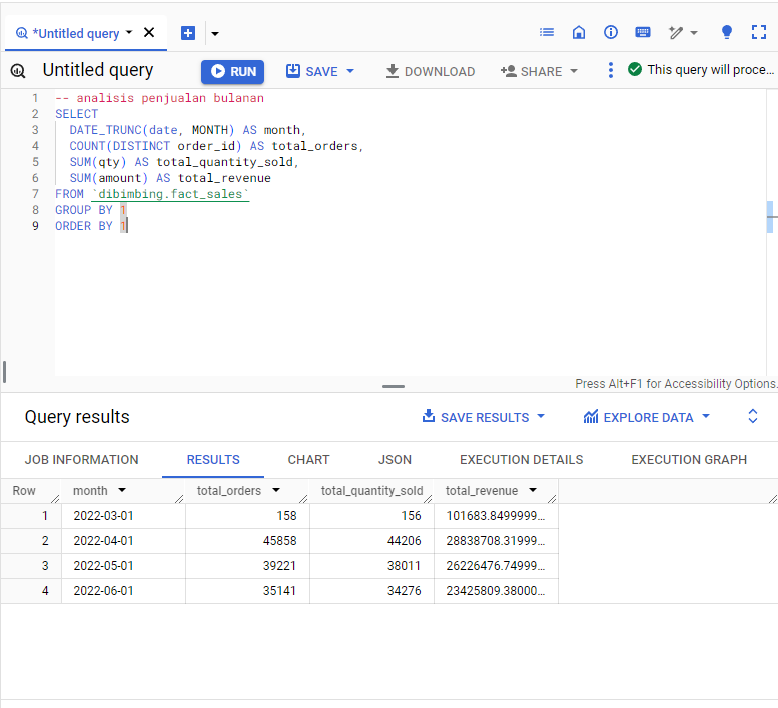 *Untitled query
Untitled query RUN SAVE DOWNLOAD SHARE This query will proce...
1 -- analisis penjualan bulanan
2 SELECT
3 DATE_TRUNC(date, MONTH) AS month,
4 COUNT(DISTINCT order_id) AS total_orders,
5 SUM(qty) AS total_quantity_sold,
6 SUM(amount) AS total_revenue
7 FROM `dibimbing.fact_sales`
8 GROUP BY 1
9 ORDER BY 1
Press Alt+F1 for Accessibility Options.
Query results SAVE RESULTS EXPLORE DATA
JOB INFORMATION RESULTS CHART JSON EXECUTION DETAILS EXECUTION GRAPH
Row month total_orders total_quantity_sold total_revenue
1 2022-03-01 158 156 101683.8499999...
2 2022-04-01 45858 44206 28838708.31999...
3 2022-05-01 39221 38011 26226476.74999...
4 2022-06-01 35141 34276 23425809.38000...